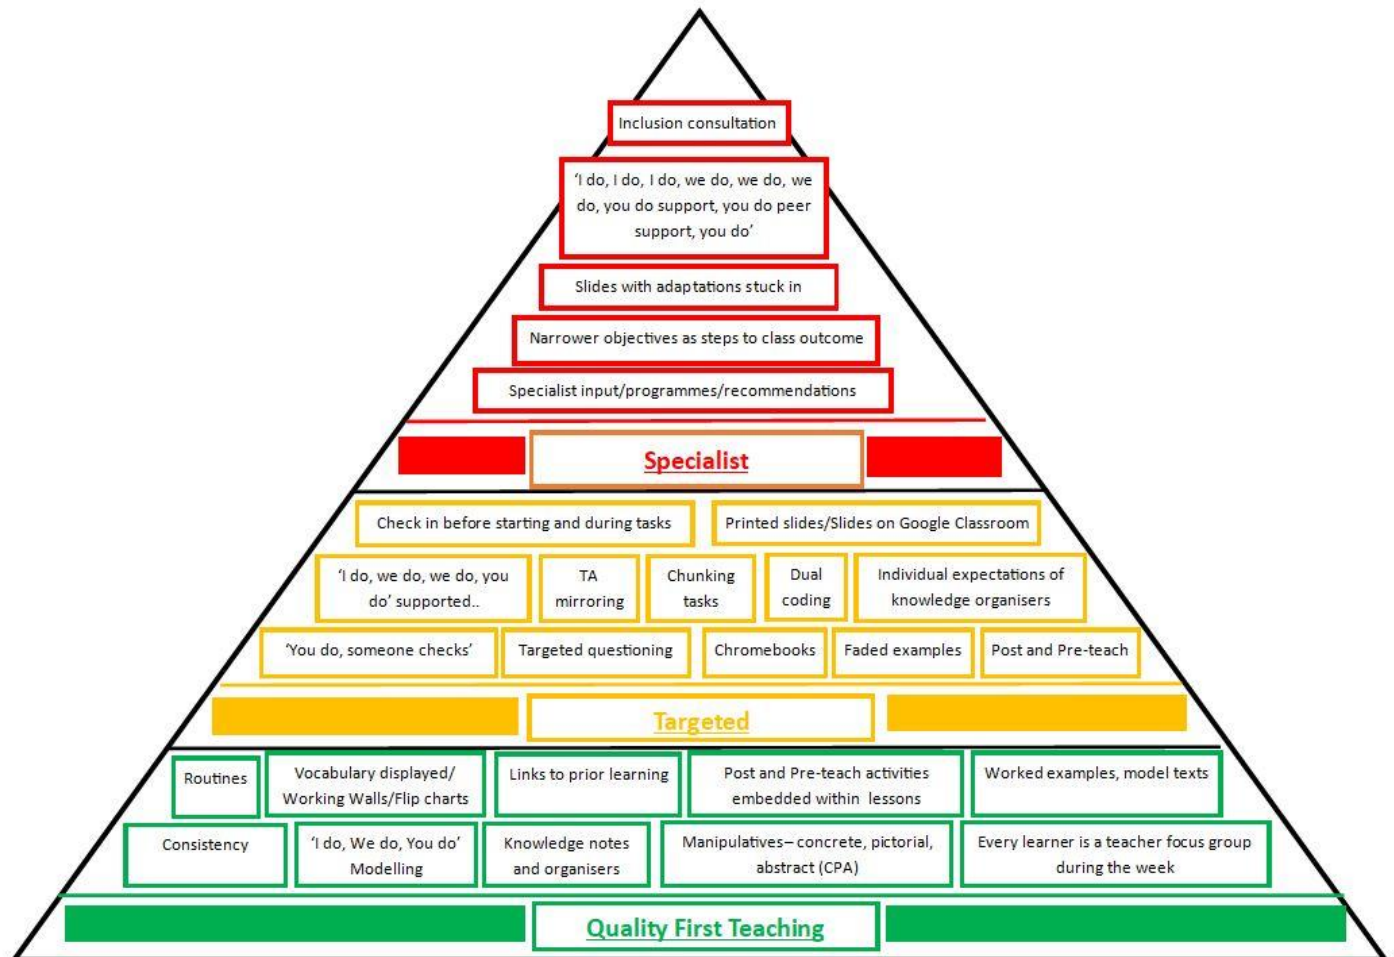 Inclusion consultation
‘I do, I do, I do, we do, we do, we
do, you do support, you do peer
support, you do’
Slides with adaptations stuck in
Narrower objectives as steps to class outcome
Specialist input/programmes/recommendations
Specialist
Check in before starting and during tasks
Printed slides/Slides on Google Classroom
‘I do, we do, we do, you
do’ supported..
TA
mirroring
Chunking
tasks
Dual
coding
Individual expectations of
knowledge organisers
‘You do, someone checks’
Targeted questioning
Chromebooks
Faded examples
Post and Pre-teach
Targeted
Routines
Vocabulary displayed/
Working Walls/Flip charts
Links to prior learning
Post and Pre-teach activities
embedded within lessons
Worked examples, model texts
Consistency
‘I do, We do, You do’
Modelling
Knowledge notes
and organisers
Manipulatives– concrete, pictorial,
abstract (CPA)
Every learner is a teacher focus group
during the week
Quality First Teaching